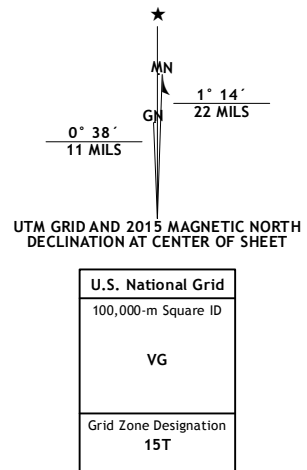 ★
MN
1° 14´
22 MILS
GN
0° 38´
11 MILS
UTM GRID AND 2015 MAGNETIC NORTH
DECLINATION AT CENTER OF SHEET
U.S. National Grid
100,000-m Square ID
VG
Grid Zone Designation
15T